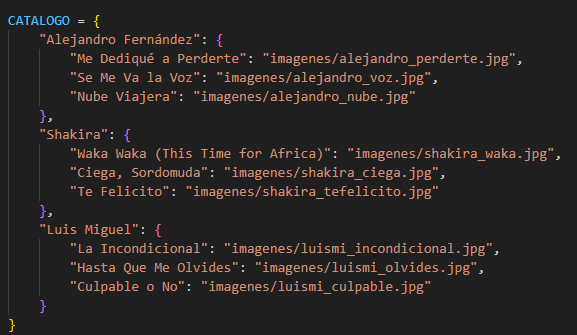 CATALOGO = {
    "Alejandro Fernández": {
        "Me Dediqué a Perderte": "imagenes/alejandro_perderte.jpg",
        "Se Me Va la Voz": "imagenes/alejandro_voz.jpg",
        "Nube Viajera": "imagenes/alejandro_nube.jpg"
    },
    "Shakira": {
        "Waka Waka (This Time for Africa)": "imagenes/shakira_waka.jpg",
        "Ciega, Sordomuda": "imagenes/shakira_ciega.jpg",
        "Te Felicito": "imagenes/shakira_tefelicito.jpg"
    },
    "Luis Miguel": {
        "La Incondicional": "imagenes/luismi_incondicional.jpg",
        "Hasta Que Me Olvides": "imagenes/luismi_olvides.jpg",
        "Culpable o No": "imagenes/luismi_culpable.jpg"
    }
}